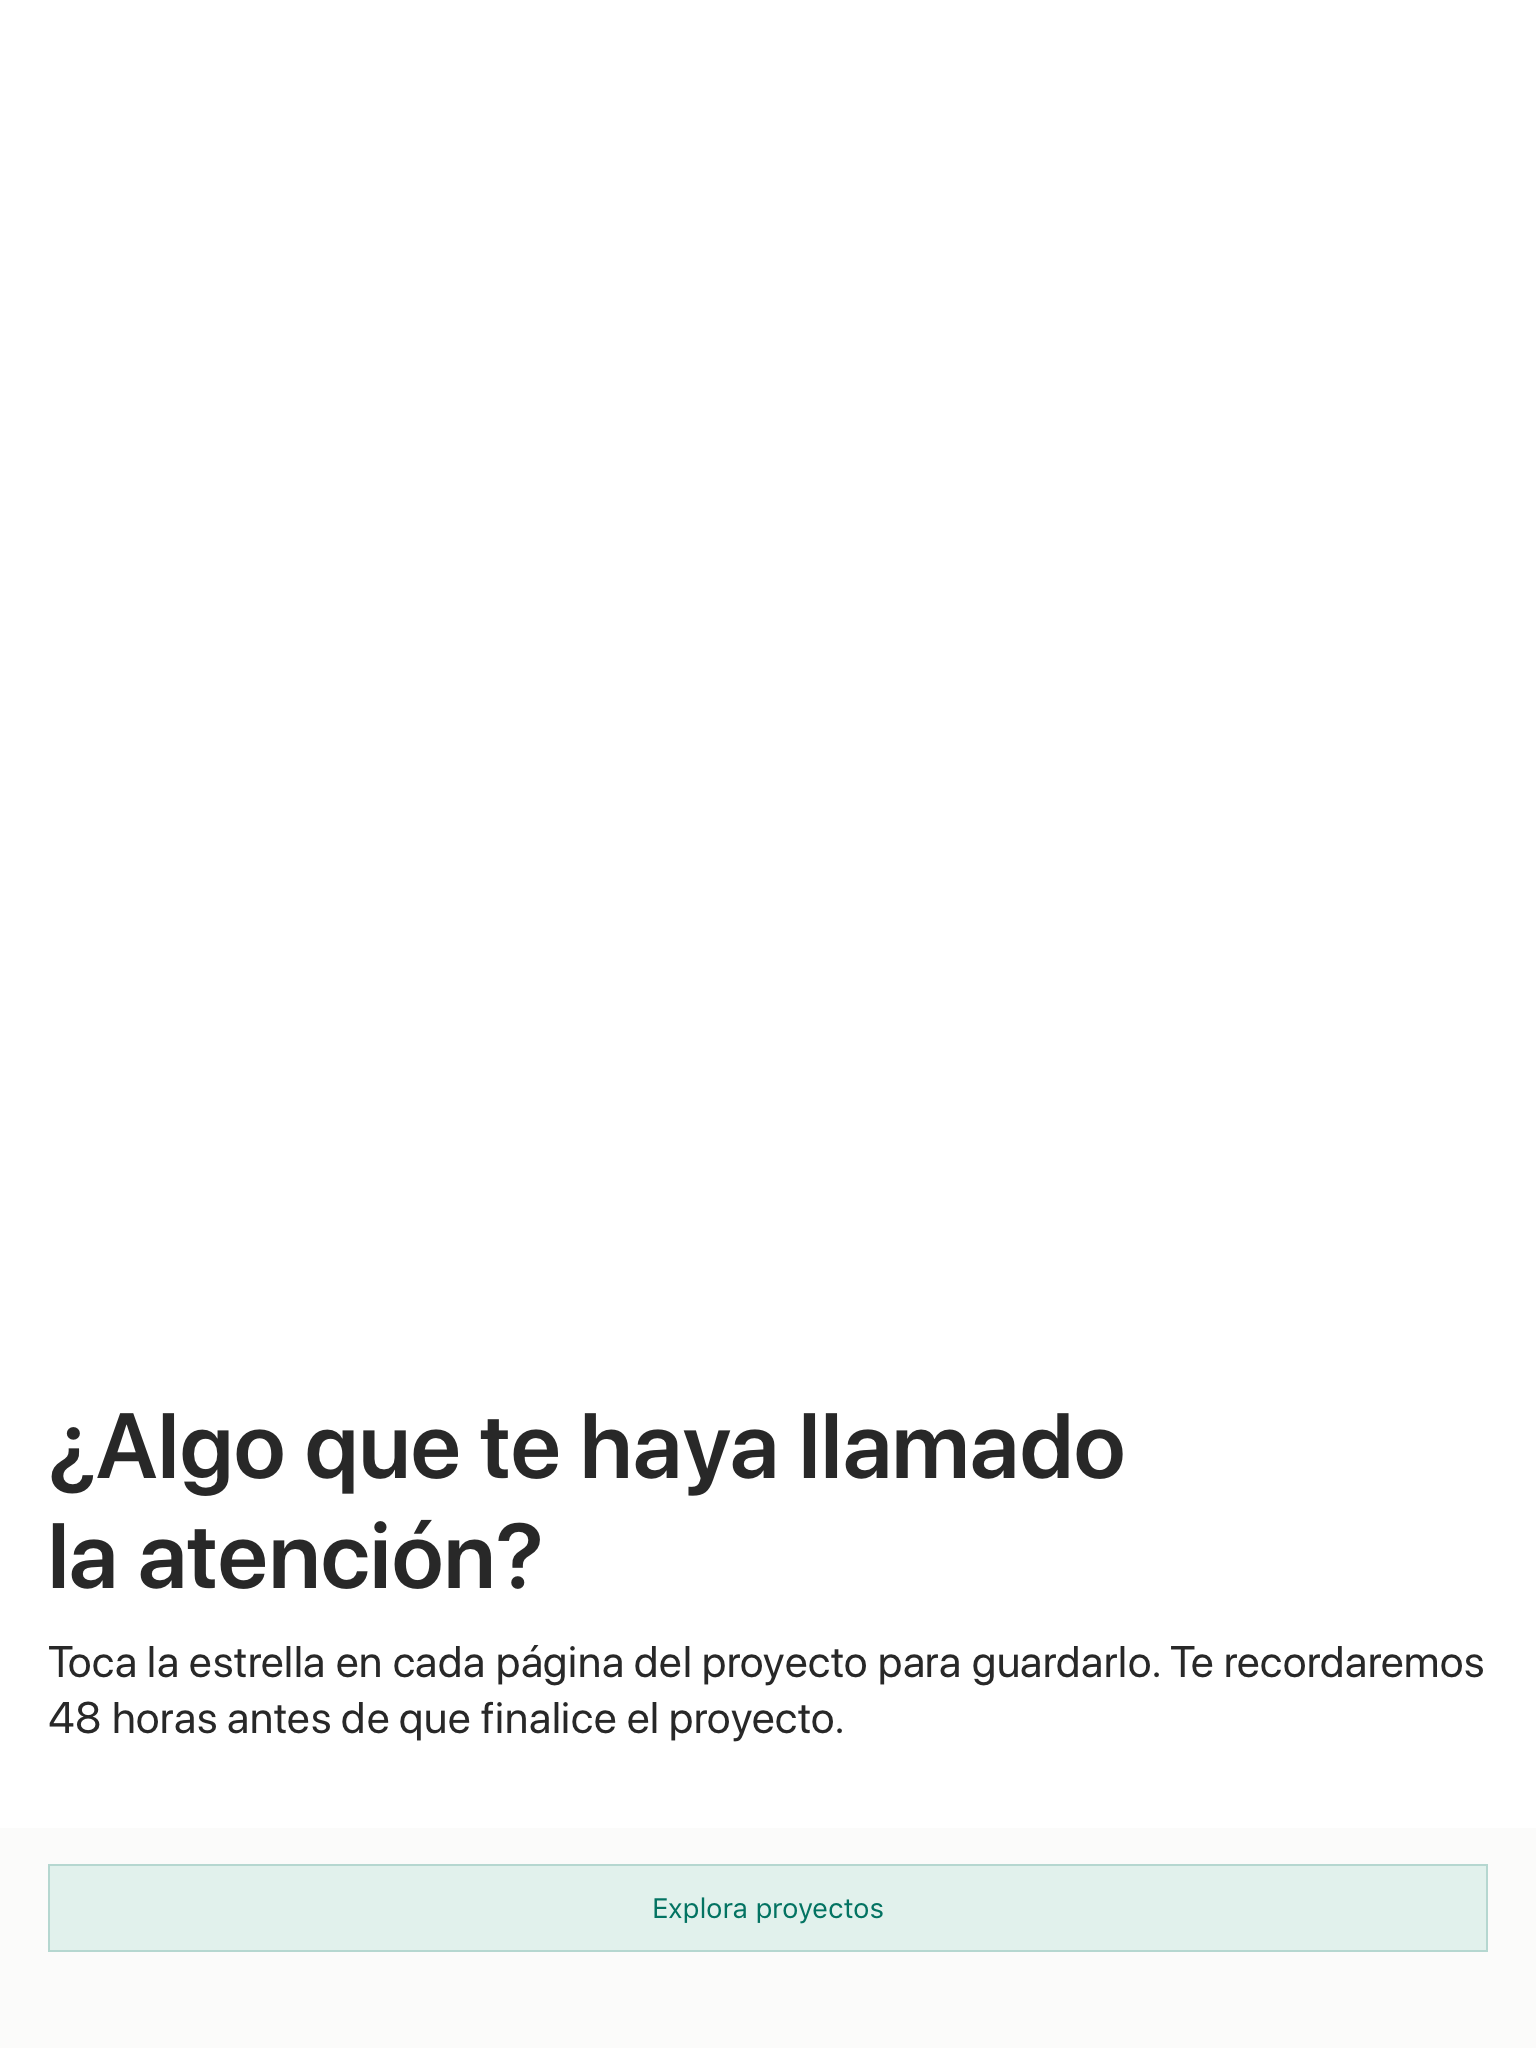 ¿Algo que te haya llamado
la atención?
Toca la estrella en cada página del proyecto para guardarlo. Te recordaremos
48 horas antes de que finalice el proyecto.
Explora proyectos